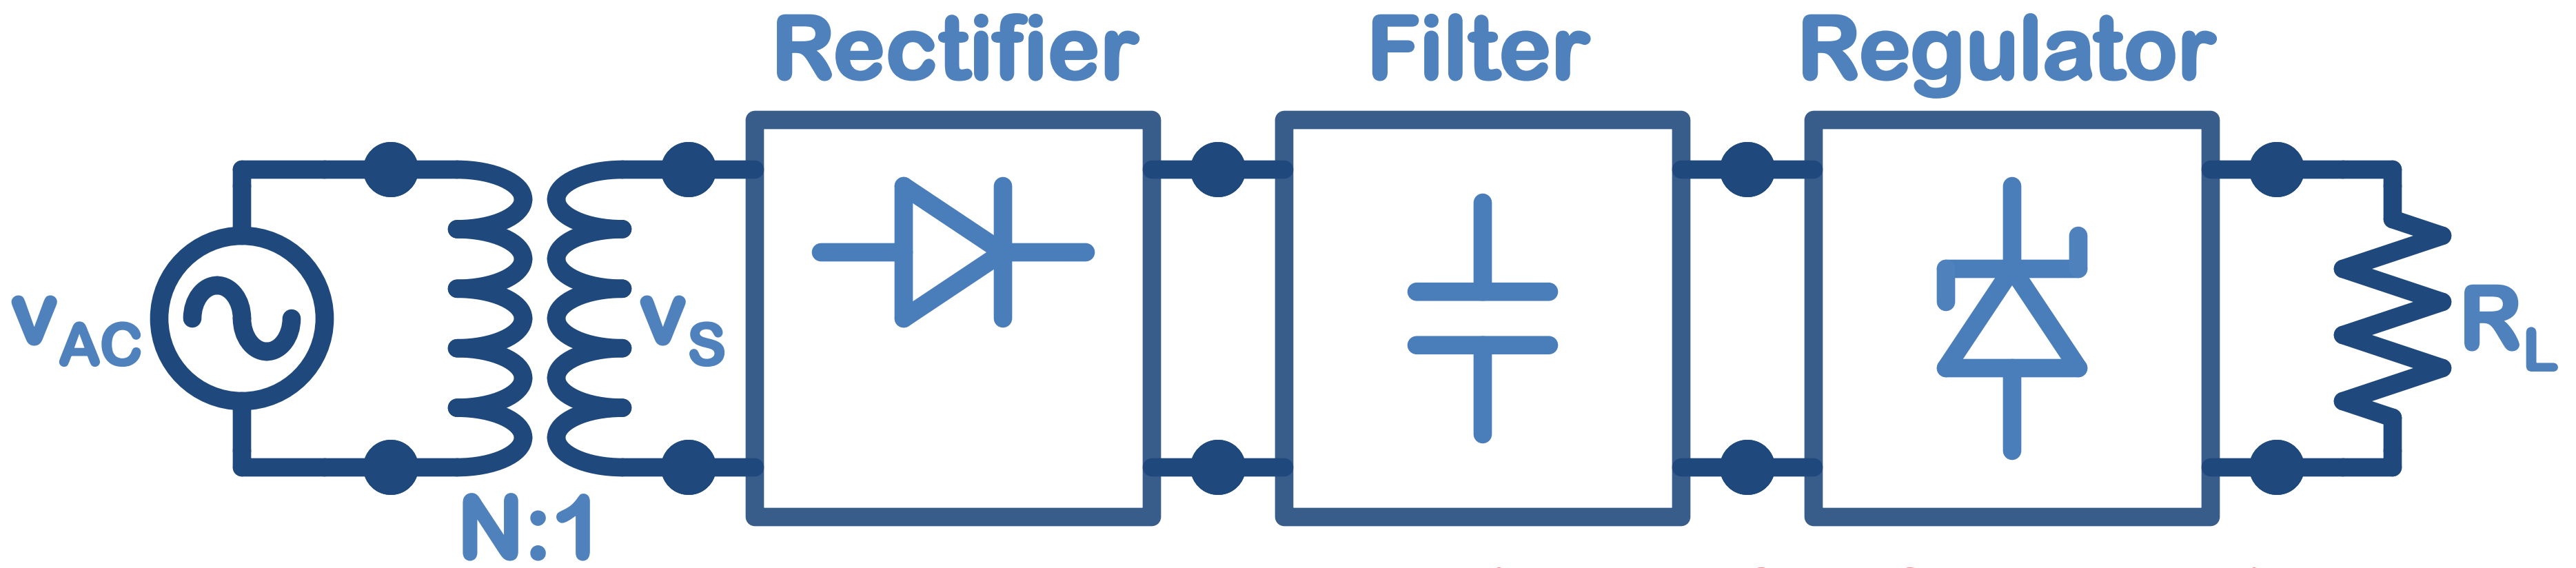 Rectifier
Filter
Regulator
vAC
vS
RL
N:1